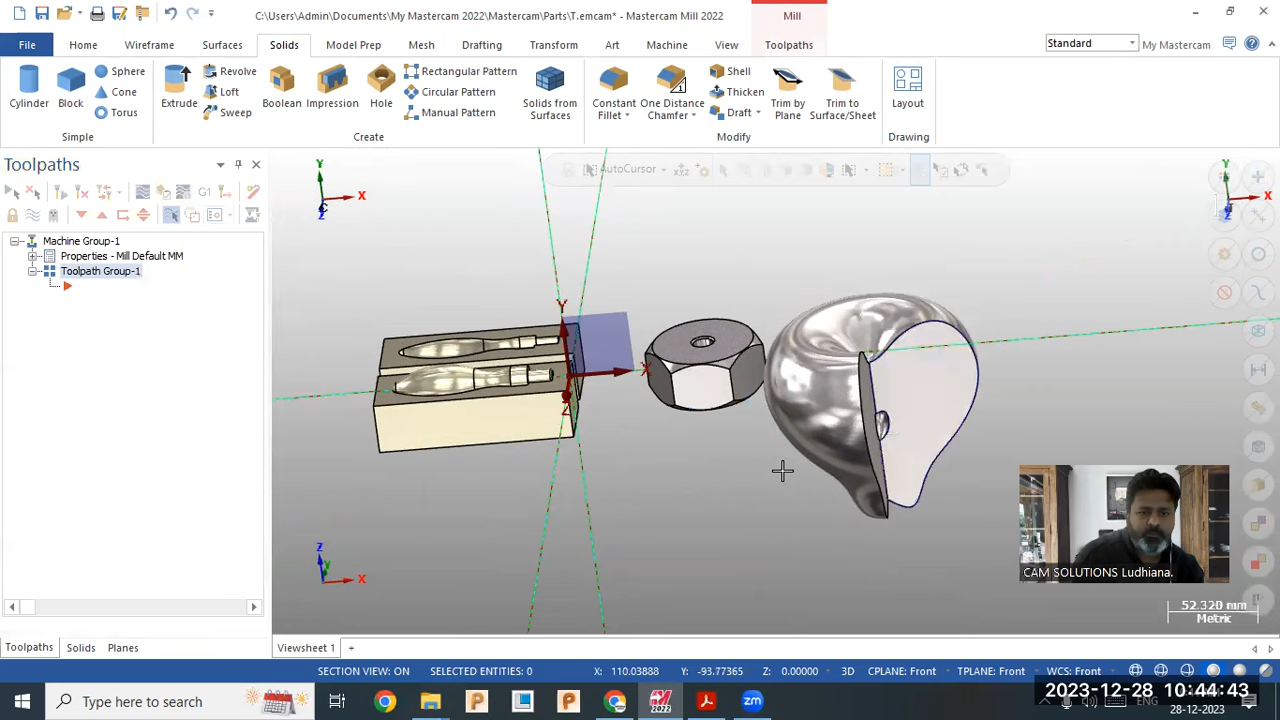 C:\Users\Admin\Documents\My Mastercam 2022\Mastercam\Parts\T.emcam* - Mastercam Mill 2022
Mill
File
Home
Wireframe
Surfaces
Solids
Model Prep
Mesh
Drafting
Transform
Art
Machine
View
Toolpaths
Standard
My Mastercam
Cylinder
Block
Sphere
Cone
Torus
Simple
Extrude
Revolve
Loft
Sweep
Boolean
Impression
Hole
Rectangular Pattern
Circular Pattern
Manual Pattern
Create
Solids from Surfaces
Constant Fillet
One Distance Chamfer
Shell
Thicken
Draft
Modify
Trim by Plane
Trim to Surface/Sheet
Layout
Drawing
Toolpaths
G1
Machine Group-1
Properties - Mill Default MM
Toolpath Group-1
AutoCursor
Y
X
Z
Y
X
Z
Y
X
Z
Z
Y
X
CAM SOLUTIONS Ludhiana.
52.320 mm
Metric
Toolpaths
Solids
Planes
Viewsheet 1
SECTION VIEW: ON
SELECTED ENTITIES: 0
X: 110.03888
Y: -93.77365
Z: 0.00000
3D
CPLANE: Front
TPLANE: Front
WCS: Front
Type here to search
2022
zm
ENG
2023-12-28 10:44:43
28-12-2023